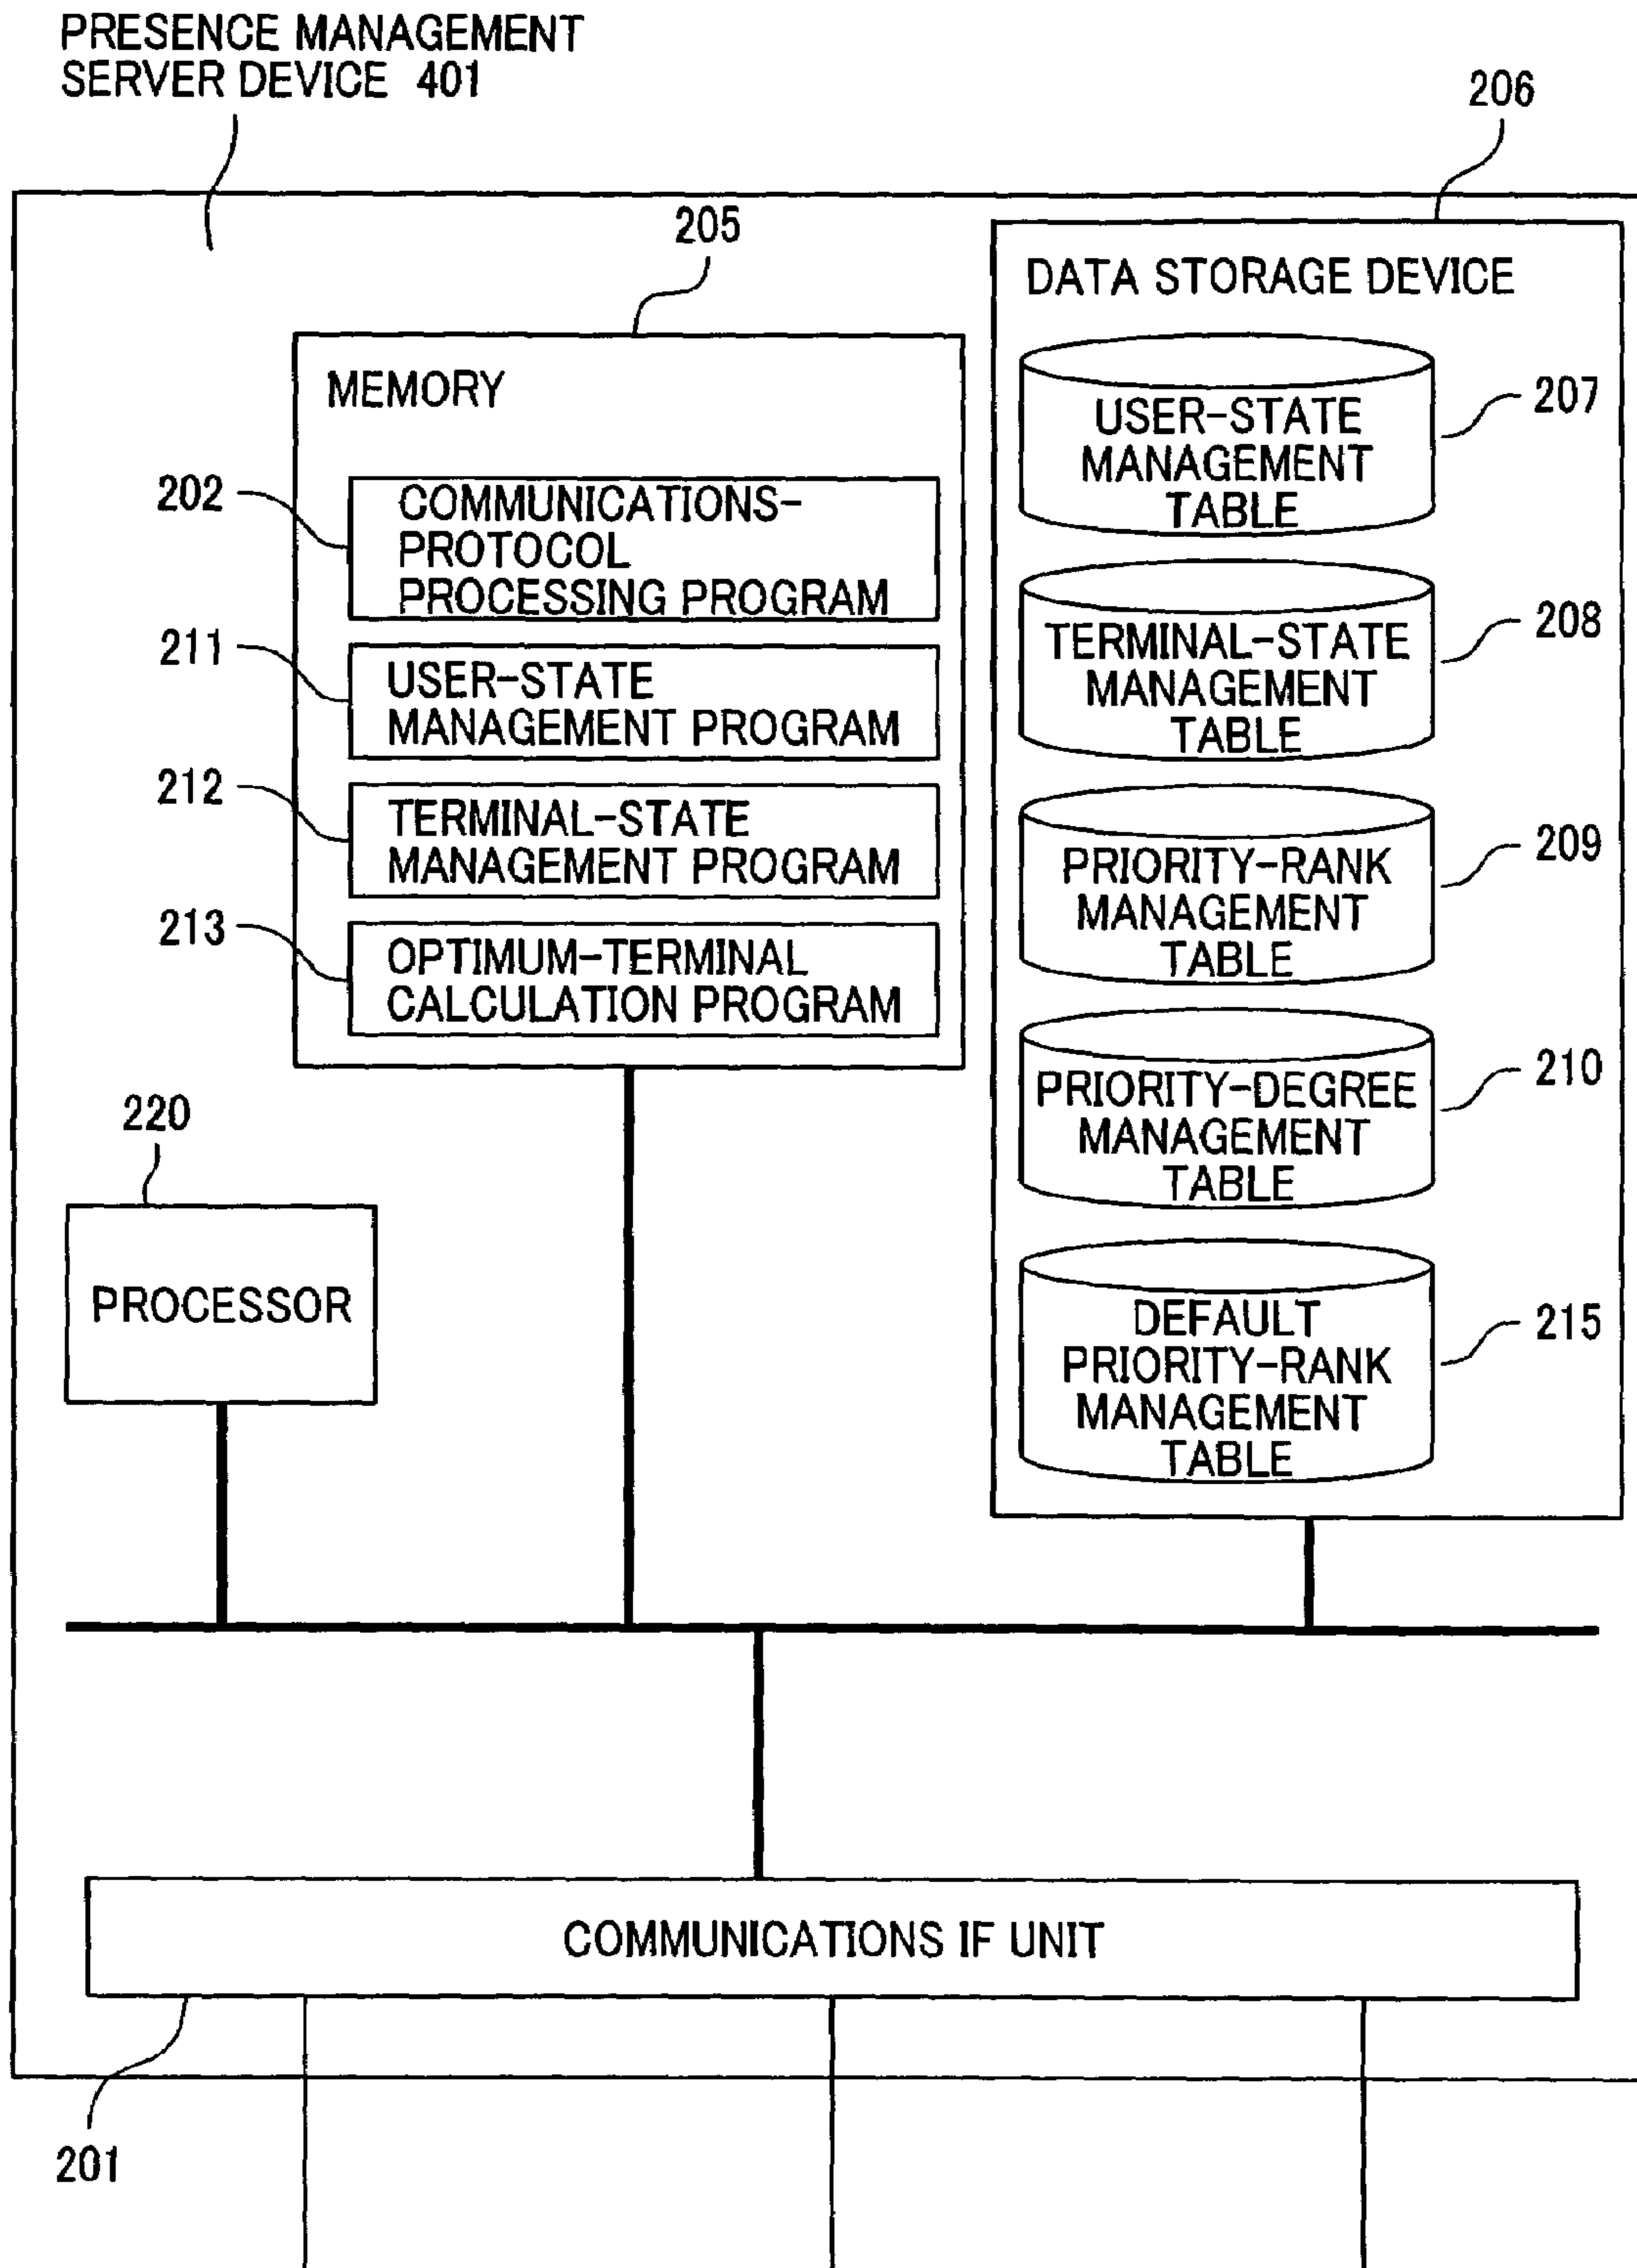 PRESENCE MANAGEMENT
SERVER DEVICE 401
206
205
DATA STORAGE DEVICE
MEMORY
USER-STATE
MANAGEMENT
TABLE
207
202
COMMUNICATIONS-
PROTOCOL
PROCESSING PROGRAM
TERMINAL-STATE
MANAGEMENT
TABLE
208
211
USER-STATE
MANAGEMENT PROGRAM
212
TERMINAL-STATE
MANAGEMENT PROGRAM
PRIORITY-RANK
MANAGEMENT
TABLE
209
213
OPTIMUM-TERMINAL
CALCULATION PROGRAM
PRIORITY-DEGREE
MANAGEMENT
TABLE
210
220
PROCESSOR
DEFAULT
PRIORITY-RANK
MANAGEMENT
TABLE
215
COMMUNICATIONS IF UNIT
201